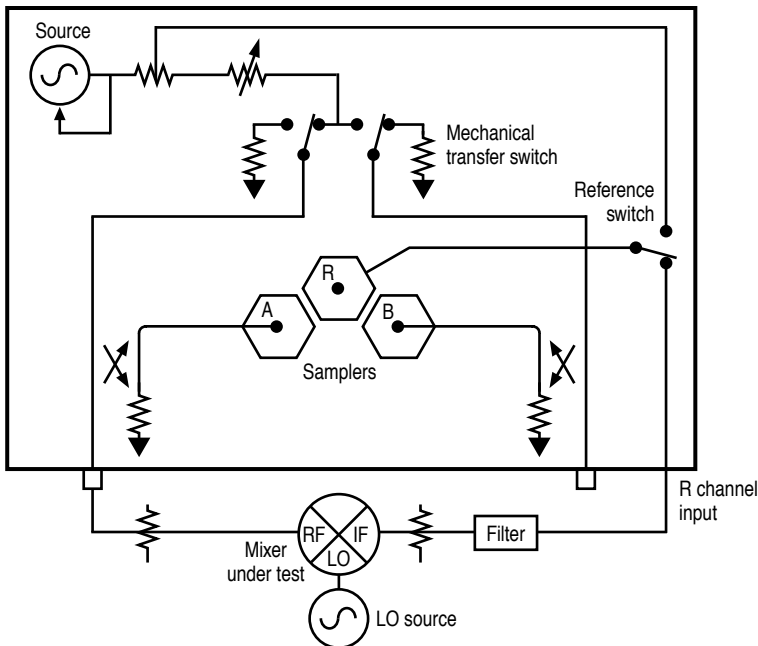 Source
Mechanical
transfer switch
Reference
switch
R
A
B
Samplers
R channel
input
RF
IF
LO
Filter
Mixer
under test
LO source